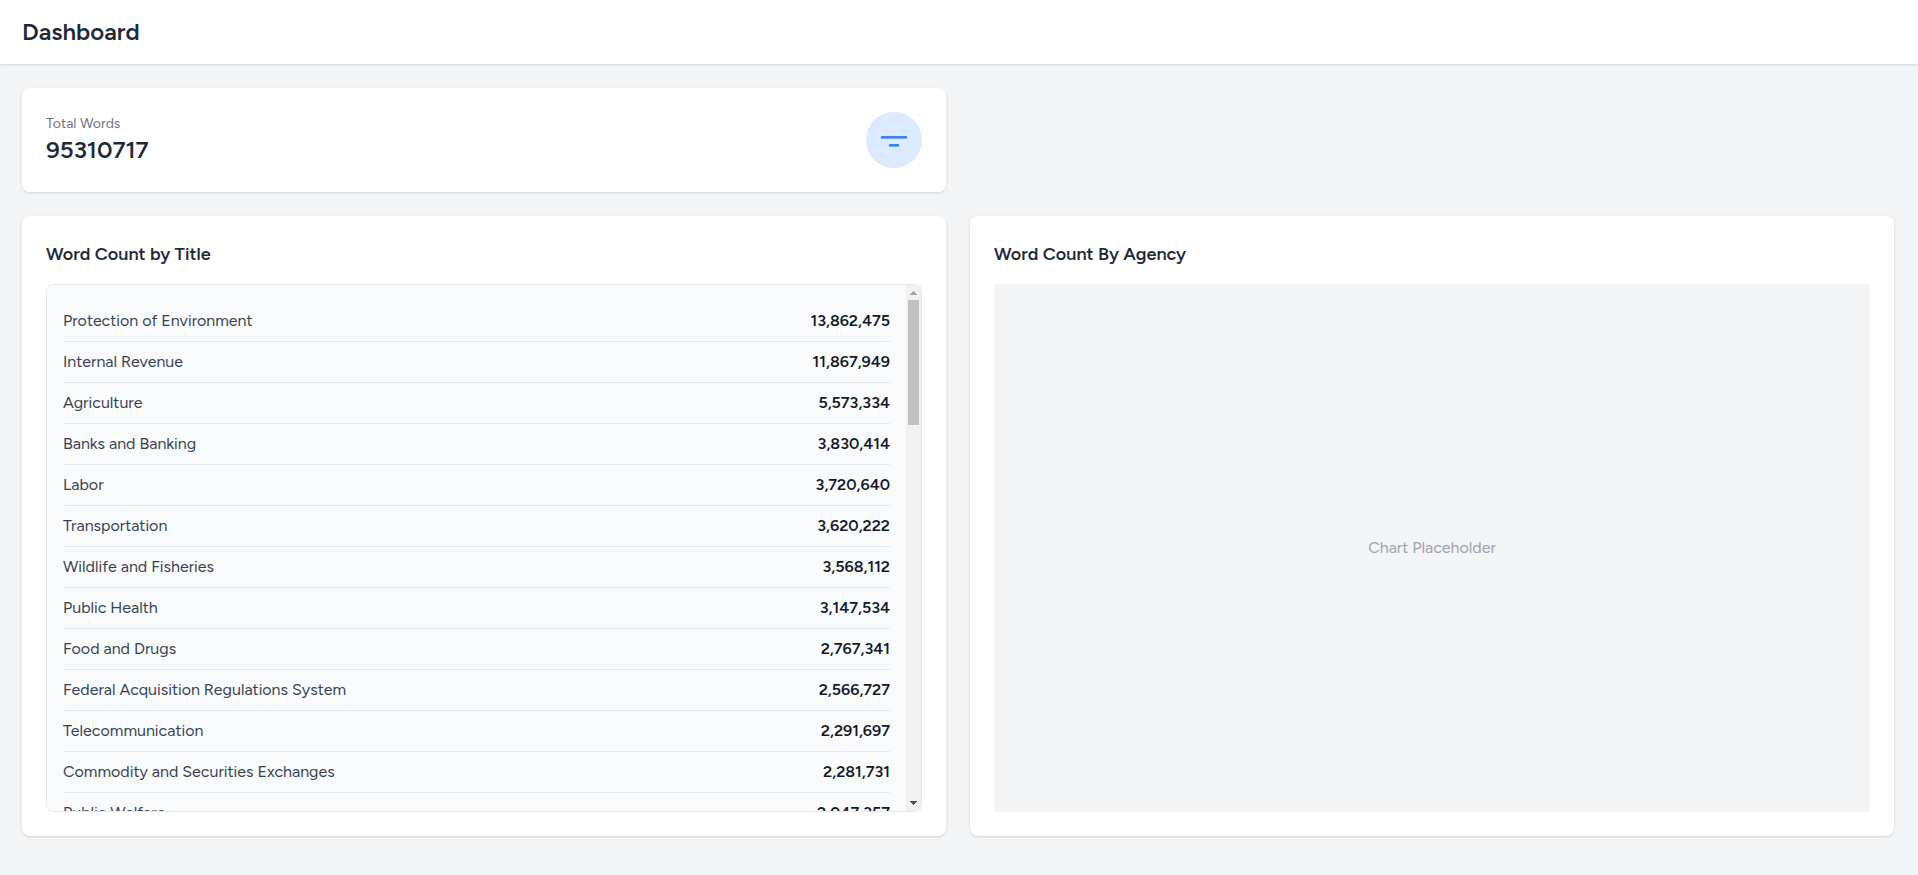 Dashboard
Total Words
95310717
Word Count by Title
Protection of Environment 13,862,475
Internal Revenue 11,867,949
Agriculture 5,573,334
Banks and Banking 3,830,414
Labor 3,720,640
Transportation 3,620,222
Wildlife and Fisheries 3,568,112
Public Health 3,147,534
Food and Drugs 2,767,341
Federal Acquisition Regulations System 2,566,727
Telecommunication 2,291,697
Commodity and Securities Exchanges 2,281,731
Public Welfare
Word Count By Agency
Chart Placeholder